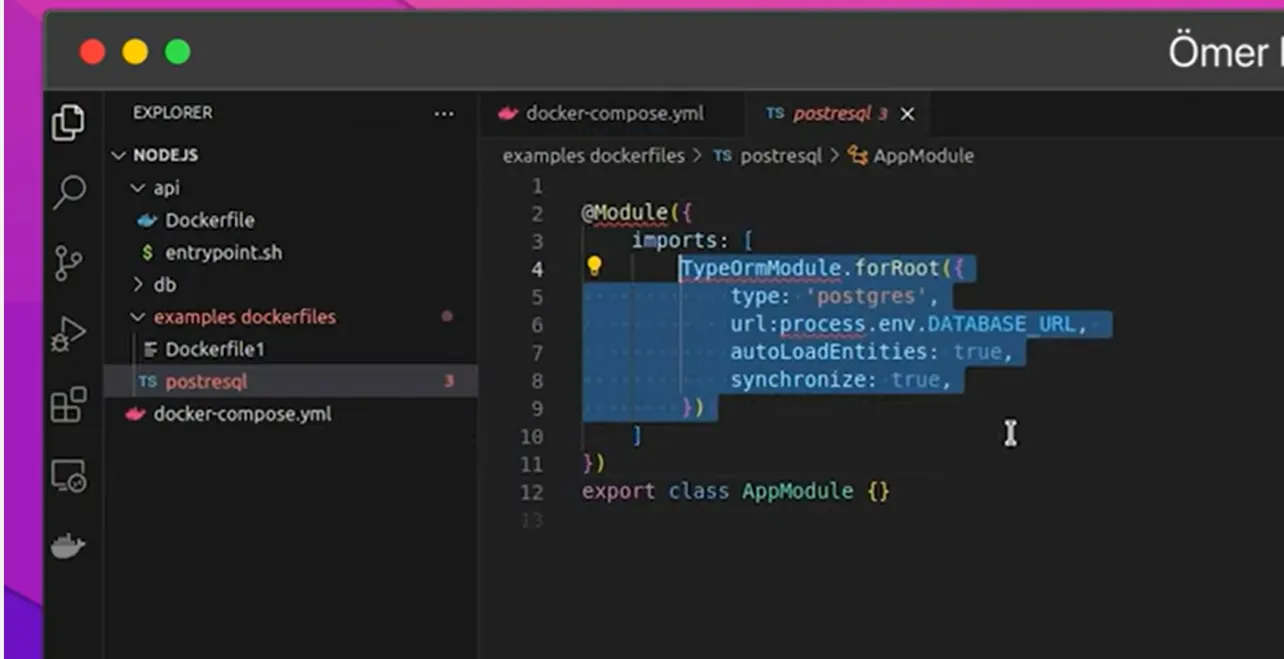 Ömer
EXPLORER ...
docker-compose.yml
TS postresql 3
examples dockerfiles > TS postresql > AppModule
NODEJS
api
Dockerfile
$ entrypoint.sh
db
examples dockerfiles
Dockerfile1
TS postresql 3
docker-compose.yml
1
2 @Module({
3 imports: [
4 TypeOrmModule.forRoot({
5 type: 'postgres',
6 url:process.env.DATABASE_URL,
7 autoLoadEntities: true,
8 synchronize: true,
9 })
10 ]
11 })
12 export class AppModule {}
13